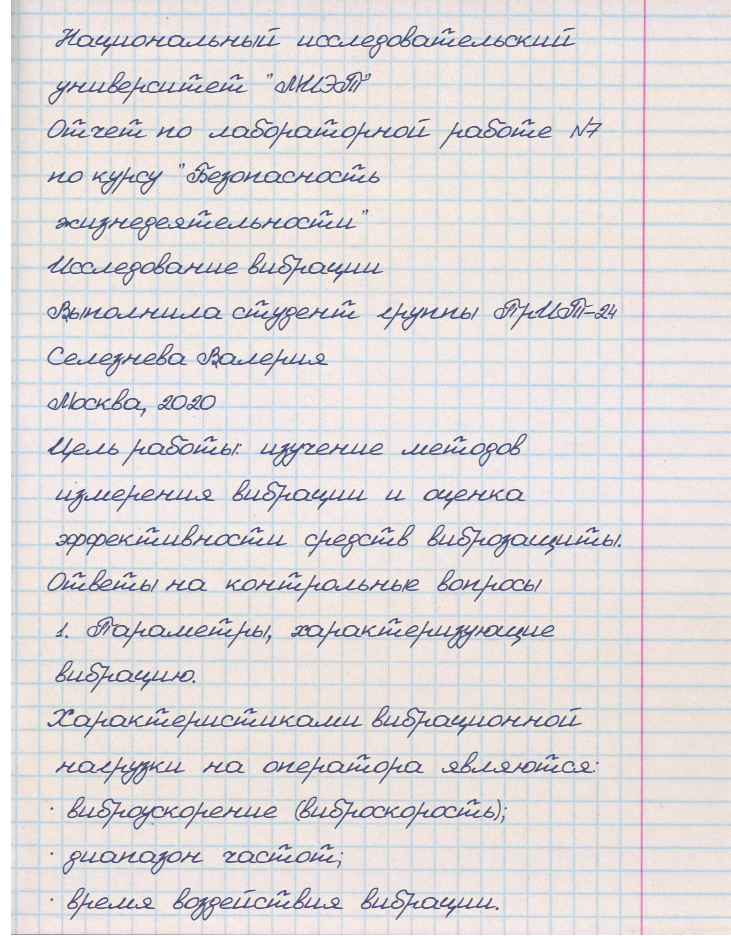 Национальный исследовательский
университет "МИЭТ"
Отчет по лабораторной работе №7
по курсу "Безопасность
жизнедеятельности"
Исследование вибрации
Выполнила студент группы ПрИТ-24
Селезнева Валерия
Москва, 2020
Цель работы: изучение методов
измерения вибрации и оценка
эффективности средств виброзащиты.
Ответы на контрольные вопросы
1. Параметры, характеризующие
вибрацию.
Характеристиками вибрационной
нагрузки на оператора являются:
· виброускорение (виброскорость);
· диапазон частот;
· время воздействия вибрации.